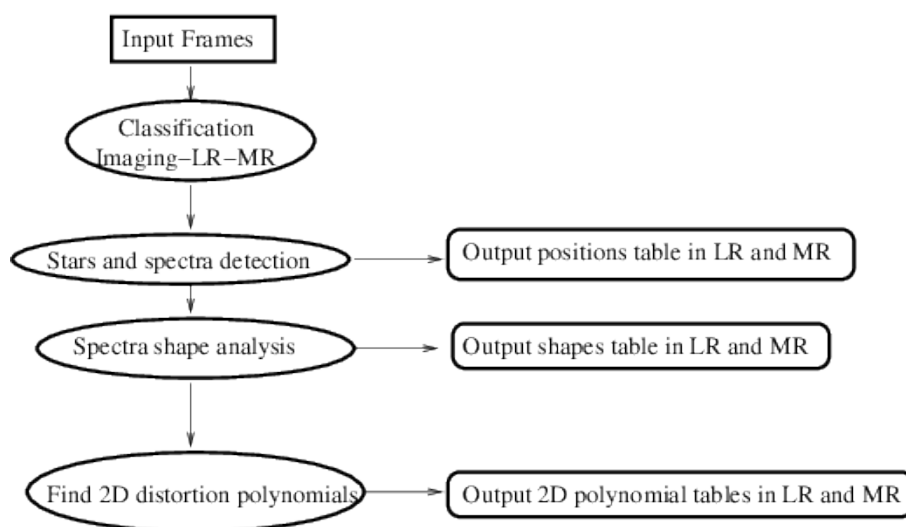 Input Frames
Classification
Imaging–LR–MR
Stars and spectra detection
Output positions table in LR and MR
Spectra shape analysis
Output shapes table in LR and MR
Find 2D distortion polynomials
Output 2D polynomial tables in LR and MR